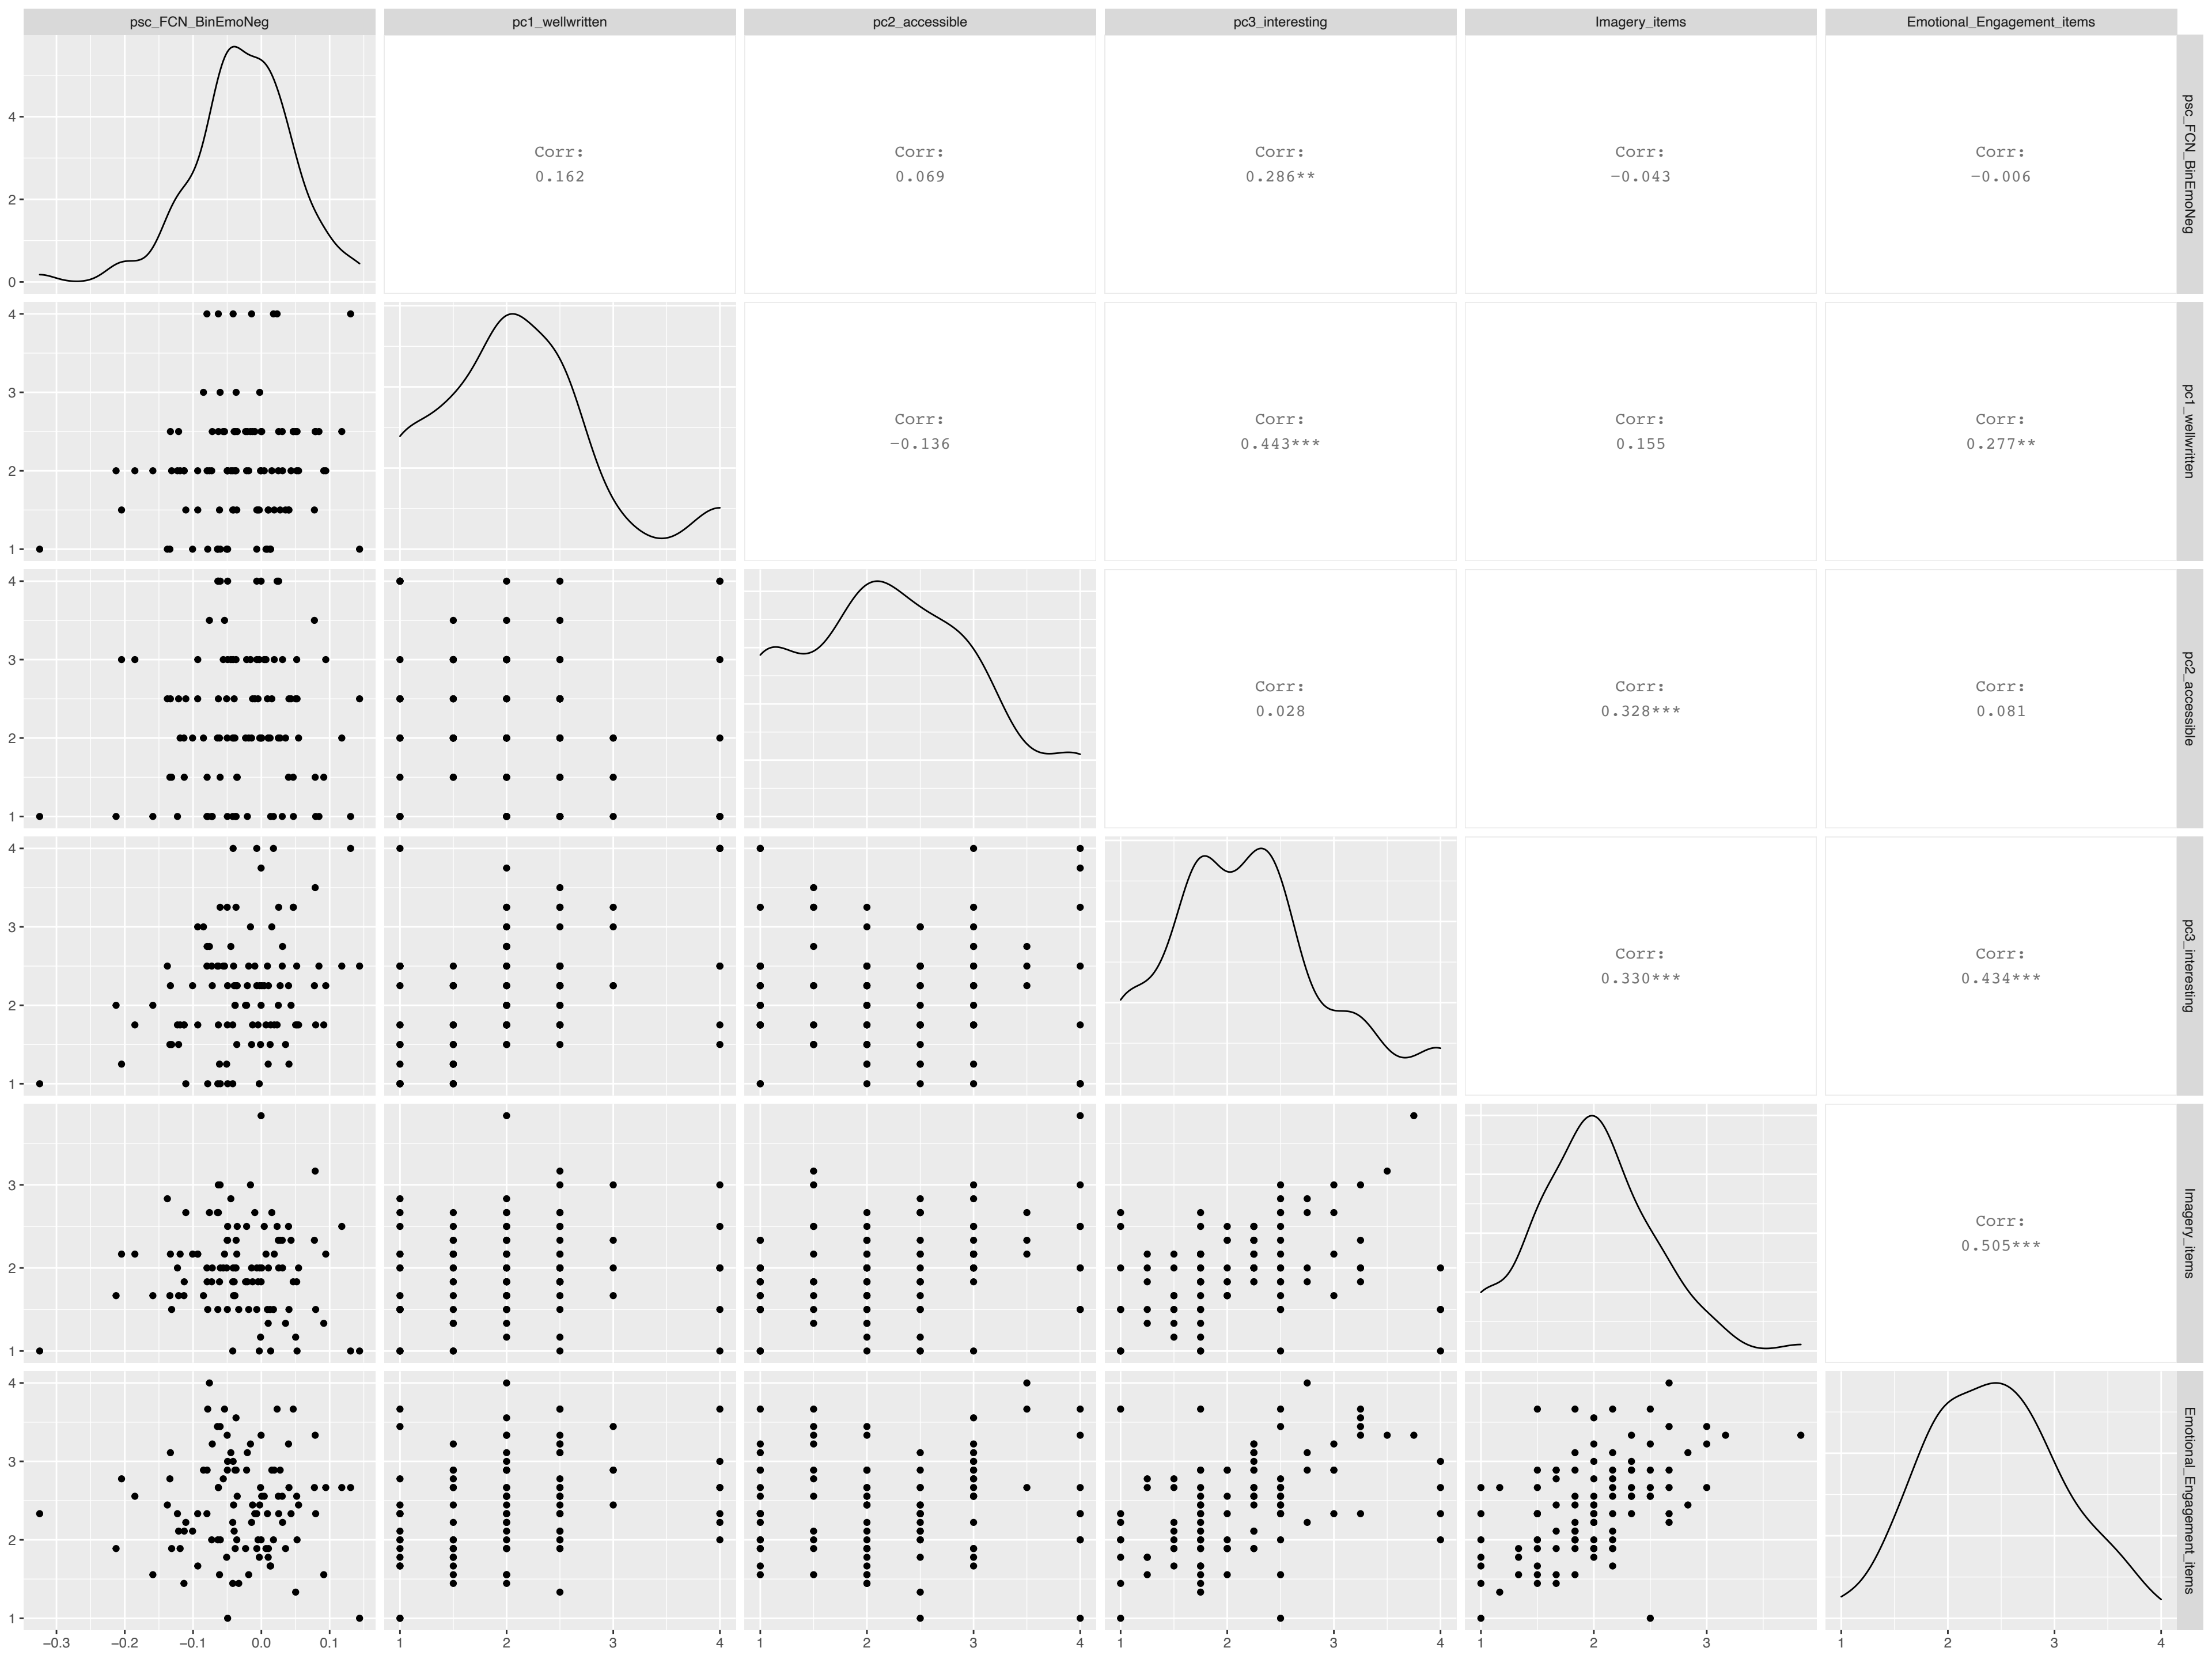 psc_FCN_BinEmoNeg
pc1_wellwritten
pc2_accessible
pc3_interesting
Imagery_items
Emotional_Engagement_items
4
2
0
Corr:
0.162
Corr:
0.069
Corr:
0.286**
Corr:
−0.043
Corr:
−0.006
psc_FCN_BinEmoNeg
4
3
2
1
Corr:
−0.136
Corr:
0.443***
Corr:
0.155
Corr:
0.277**
pc1_wellwritten
4
3
2
1
Corr:
0.028
Corr:
0.328***
Corr:
0.081
pc2_accessible
4
3
2
1
Corr:
0.330***
Corr:
0.434***
pc3_interesting
3
2
1
Corr:
0.505***
Imagery_items
4
3
2
1
Emotional_Engagement_items
−0.3 −0.2 −0.1 0.0 0.1
1 2 3 4
1 2 3 4
1 2 3 4
1 2 3
1 2 3 4